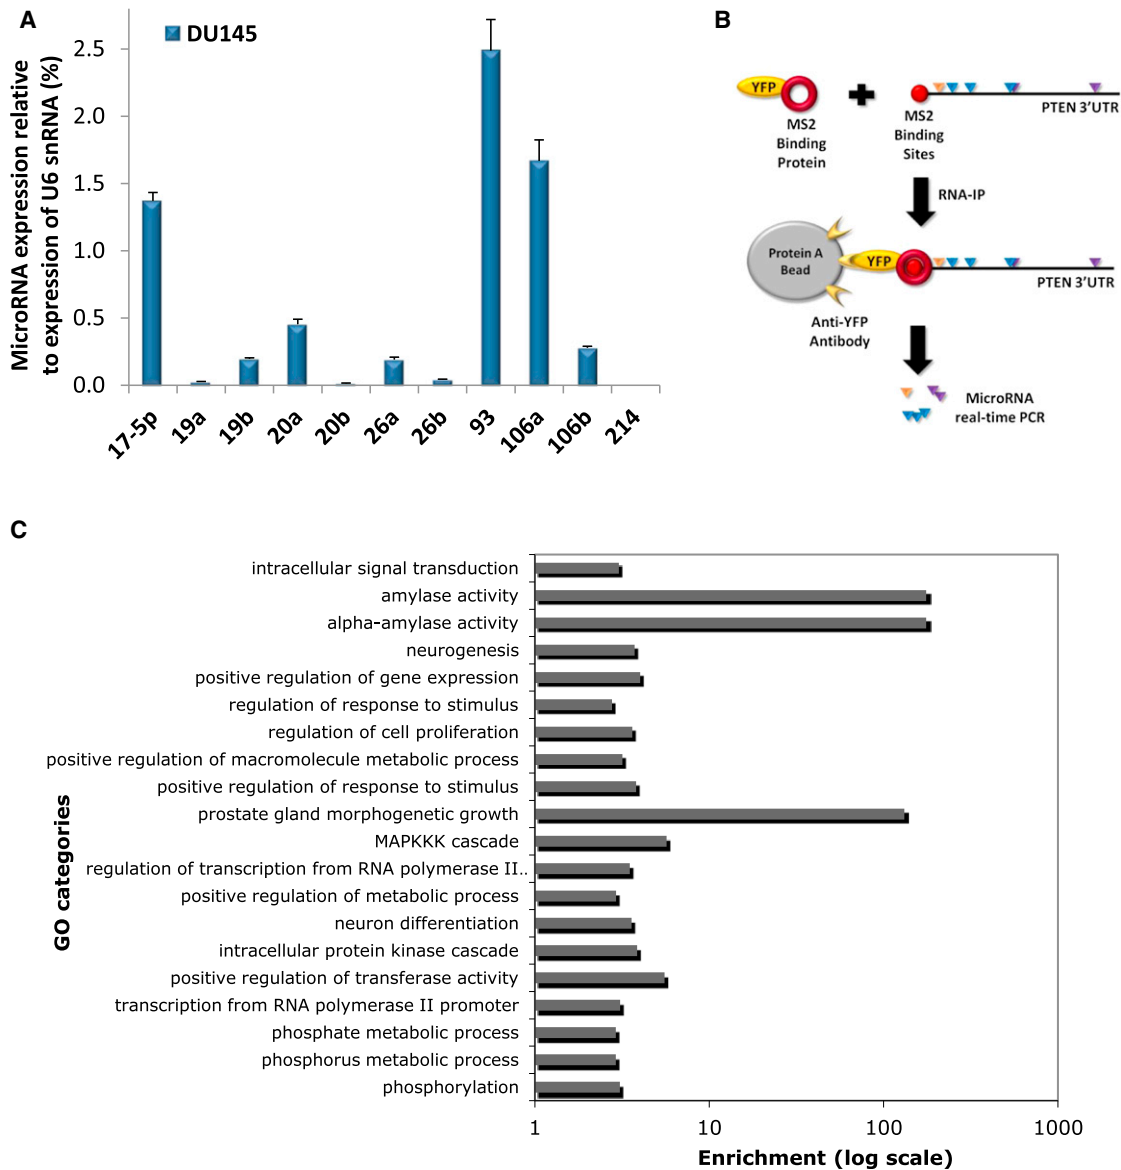 A
DU145
MicroRNA expression relative
to expression of U6 snRNA (%)
2.5
2.0
1.5
1.0
0.5
0.0
17-5p
19a
19b
20a
20b
26a
26b
93
106a
106b
214
B
YFP
MS2
Binding
Protein
MS2
Binding
Sites
PTEN 3'UTR
RNA-IP
Protein A
Bead
YFP
PTEN 3'UTR
Anti-YFP
Antibody
MicroRNA
real-time PCR
C
GO categories
intracellular signal transduction
amylase activity
alpha-amylase activity
neurogenesis
positive regulation of gene expression
regulation of response to stimulus
regulation of cell proliferation
positive regulation of macromolecule metabolic process
positive regulation of response to stimulus
prostate gland morphogenetic growth
MAPKKK cascade
regulation of transcription from RNA polymerase II..
positive regulation of metabolic process
neuron differentiation
intracellular protein kinase cascade
positive regulation of transferase activity
transcription from RNA polymerase II promoter
phosphate metabolic process
phosphorus metabolic process
phosphorylation
1
10
100
1000
Enrichment (log scale)